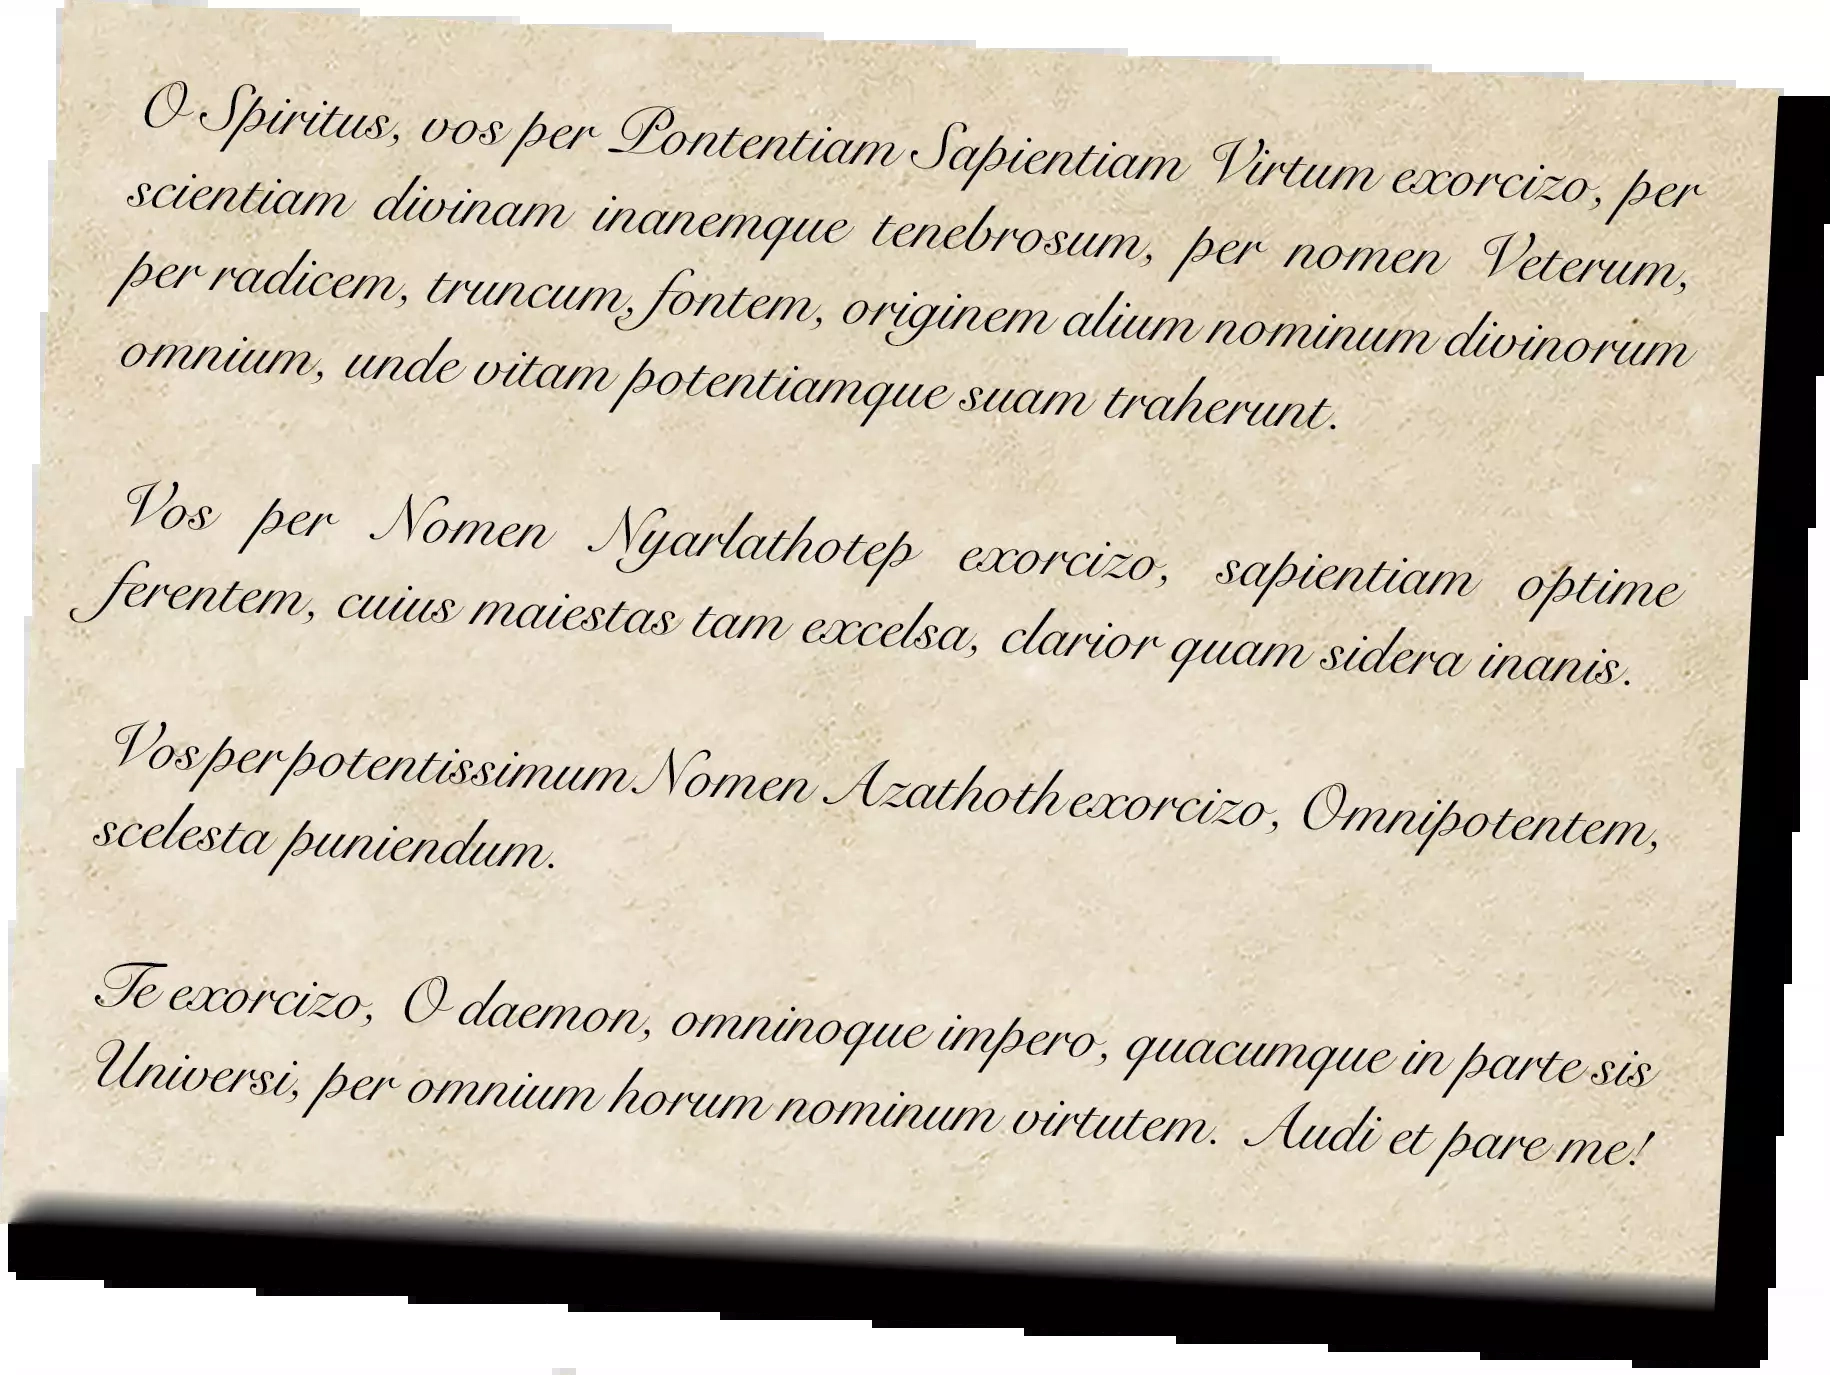 O Spiritus, vos per Pontentiam Sapientiam Virtum exorcizo, per
scientiam divinam inanemque tenebrosum, per nomen Veterum,
per radicem, truncum, fontem, originem alium nominum divinorum
omnium, unde vitam potentiamque suam traherunt.
Vos per Nomen Nyarlathotep exorcizo, sapientiam optime
ferentem, cuius maiestas tam excelsa, clarior quam sidera inanis.
Vos per potentissimum Nomen Azathoth exorcizo, Omnipotentem,
scelesta puniendum.
Te exorcizo, O daemon, omninoque impero, quacumque in parte sis
Universi, per omnium horum nominum virtutem. Audi et pare me!